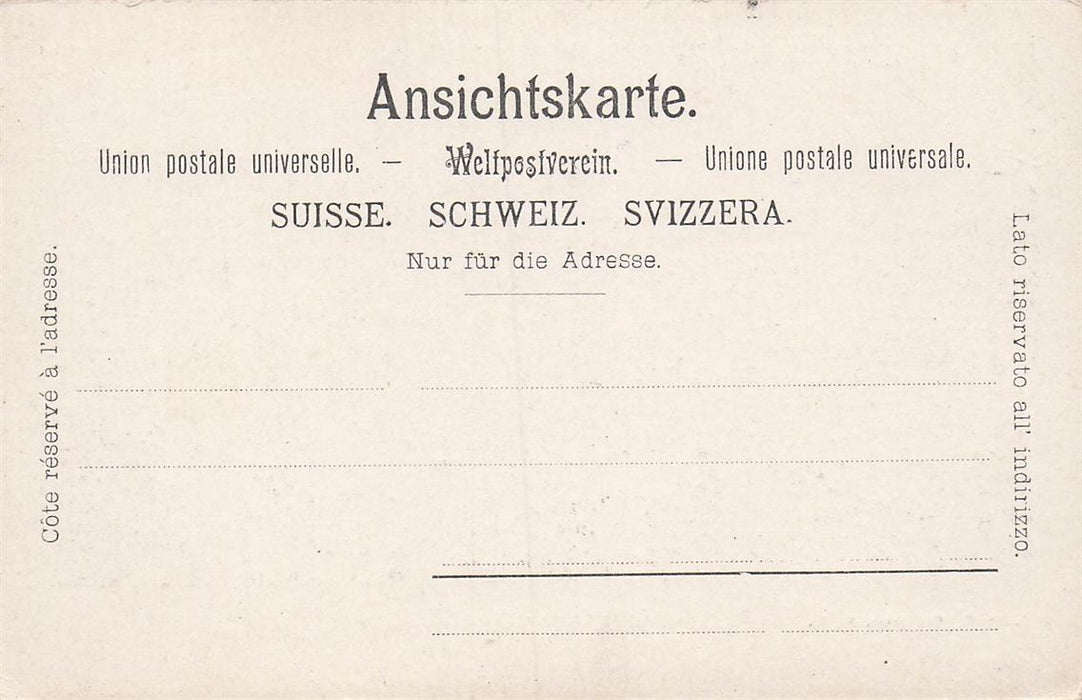 Ansichtskarte.
Union postale universelle. — Weltpostverein. — Unione postale universale.
SUISSE. SCHWEIZ. SVIZZERA.
Nur für die Adresse.
Côte réservé à l'adresse.
Lato riservato all' indirizzo.